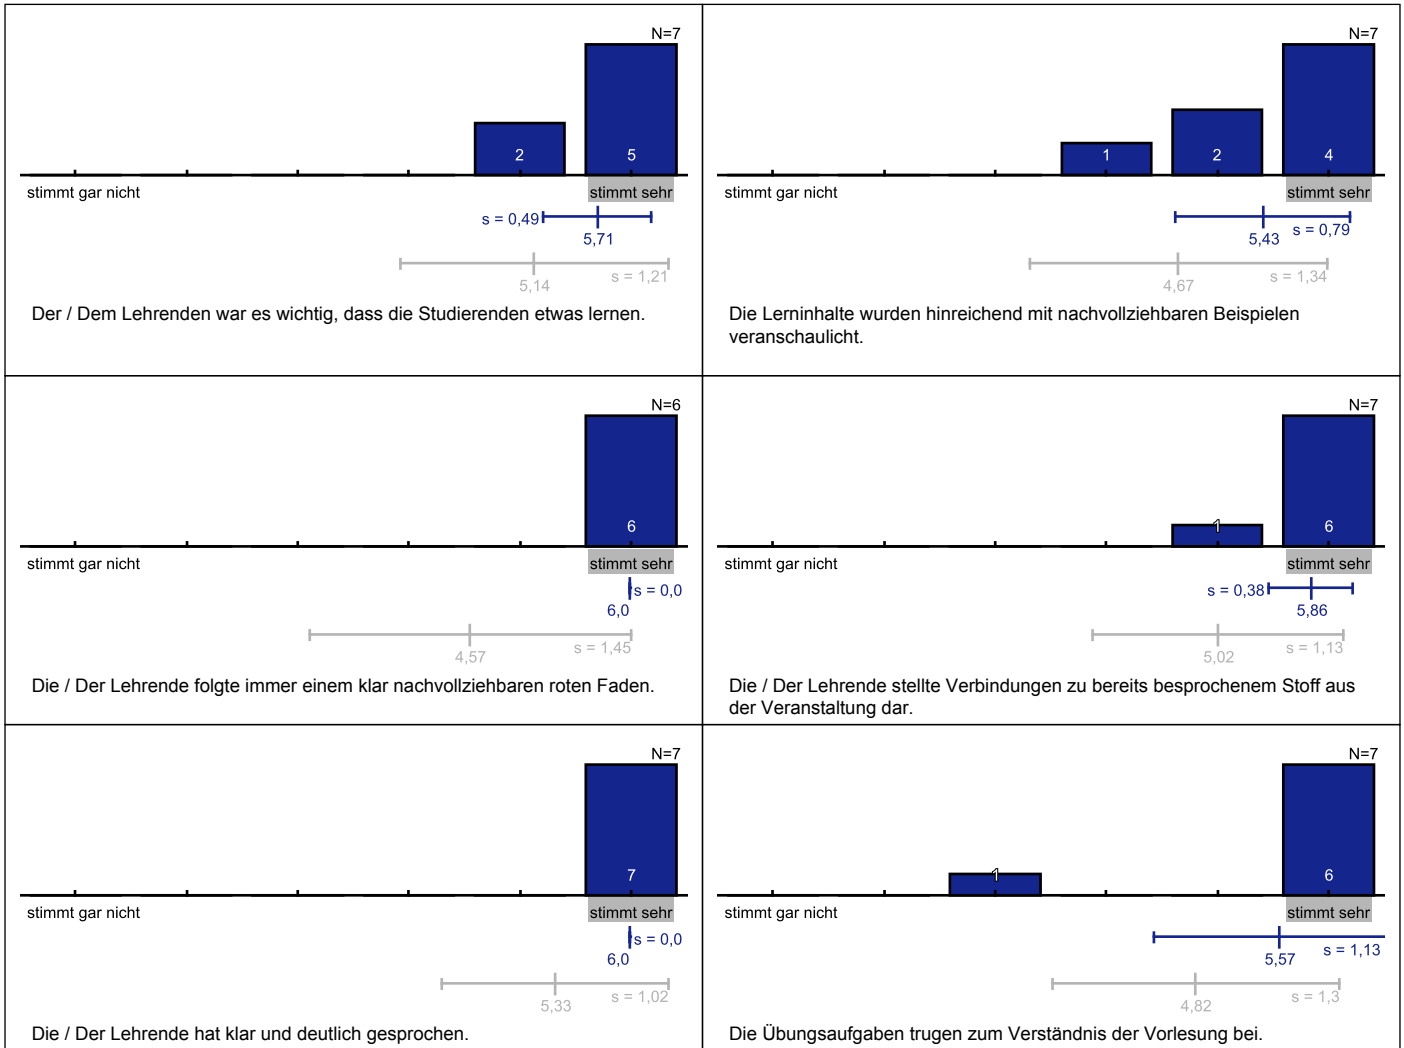 N=7
2
5
stimmt gar nicht
stimmt sehr
s = 0,49
5,71
s = 1,21
5,14
Der / Dem Lehrenden war es wichtig, dass die Studierenden etwas lernen.
N=7
1
2
4
stimmt gar nicht
stimmt sehr
s = 0,79
5,43
s = 1,34
4,67
Die Lerninhalte wurden hinreichend mit nachvollziehbaren Beispielen
veranschaulicht.
N=6
6
stimmt gar nicht
stimmt sehr
s = 0,0
6,0
s = 1,45
4,57
Die / Der Lehrende folgte immer einem klar nachvollziehbaren roten Faden.
N=7
1
6
stimmt gar nicht
stimmt sehr
s = 0,38
5,86
s = 1,13
5,02
Die / Der Lehrende stellte Verbindungen zu bereits besprochenem Stoff aus
der Veranstaltung dar.
N=7
7
stimmt gar nicht
stimmt sehr
s = 0,0
6,0
s = 1,02
5,33
Die / Der Lehrende hat klar und deutlich gesprochen.
N=7
1
6
stimmt gar nicht
stimmt sehr
s = 1,13
5,57
s = 1,3
4,82
Die Übungsaufgaben trugen zum Verständnis der Vorlesung bei.